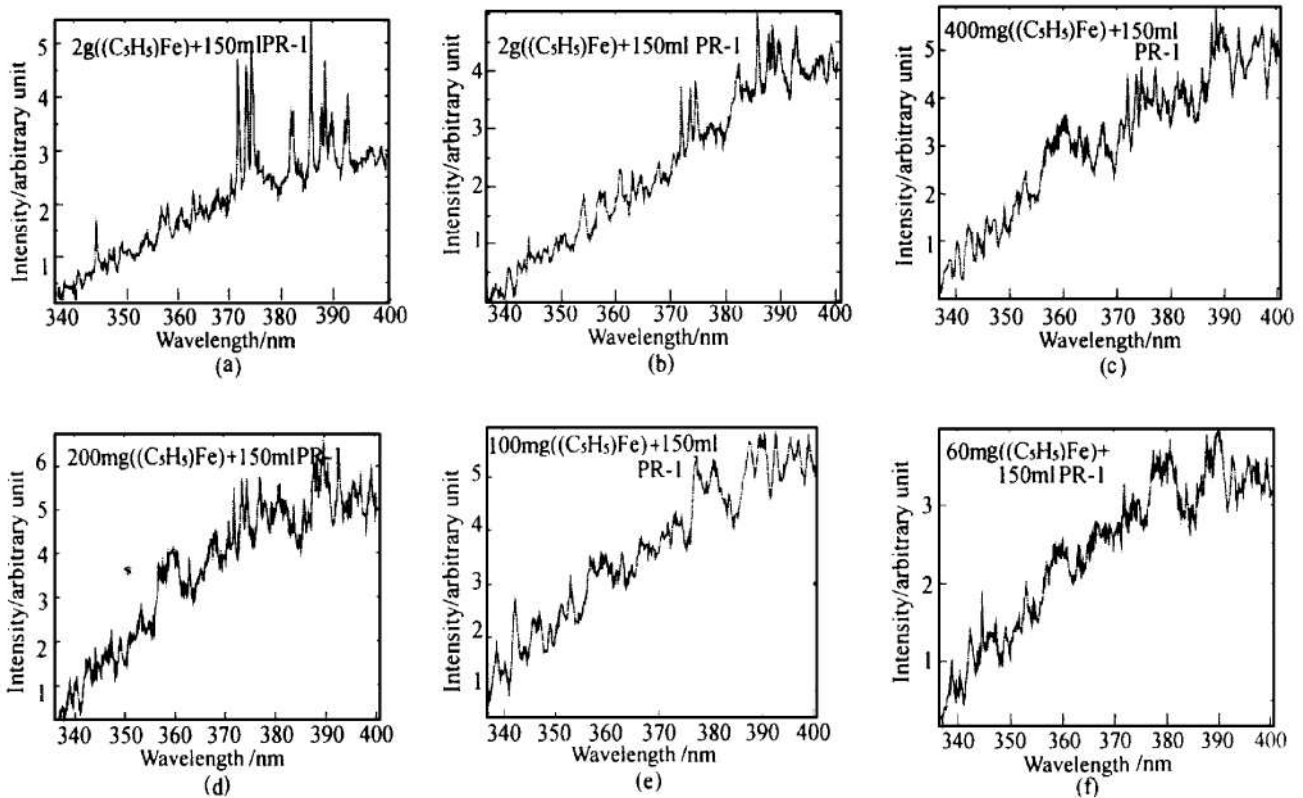 2g((C₅H₅)Fe)+150mlPR-1
5
4
3
2
1
Intensity/arbitrary unit
340 350 360 370 380 390 400
Wavelength/nm
(a)
2g((C₅H₅)Fe)+150ml PR-1
5
4
3
2
1
Intensity/arbitrary unit
340 350 360 370 380 390 400
Wavelength/nm
(b)
400mg((C₅H₅)Fe)+150ml
PR-1
5
4
3
2
1
Intensity/arbitrary unit
340 350 360 370 380 390 400
Wavelength/nm
(c)
200mg((C₅H₅)Fe)+150mlPR-1
6
5
4
3
2
1
Intensity/arbitrary unit
340 350 360 370 380 390 400
Wavelength /nm
(d)
100mg((C₅H₅)Fe)+150ml
PR-1
5
4
3
2
1
Intensity/arbitrary unit
340 350 360 370 380 390 400
Wavelength /nm
(e)
60mg((C₅H₅)Fe)+
150ml PR-1
3
2
1
Intensity/arbitrary unit
340 350 360 370 380 390 400
Wavelength /nm
(f)